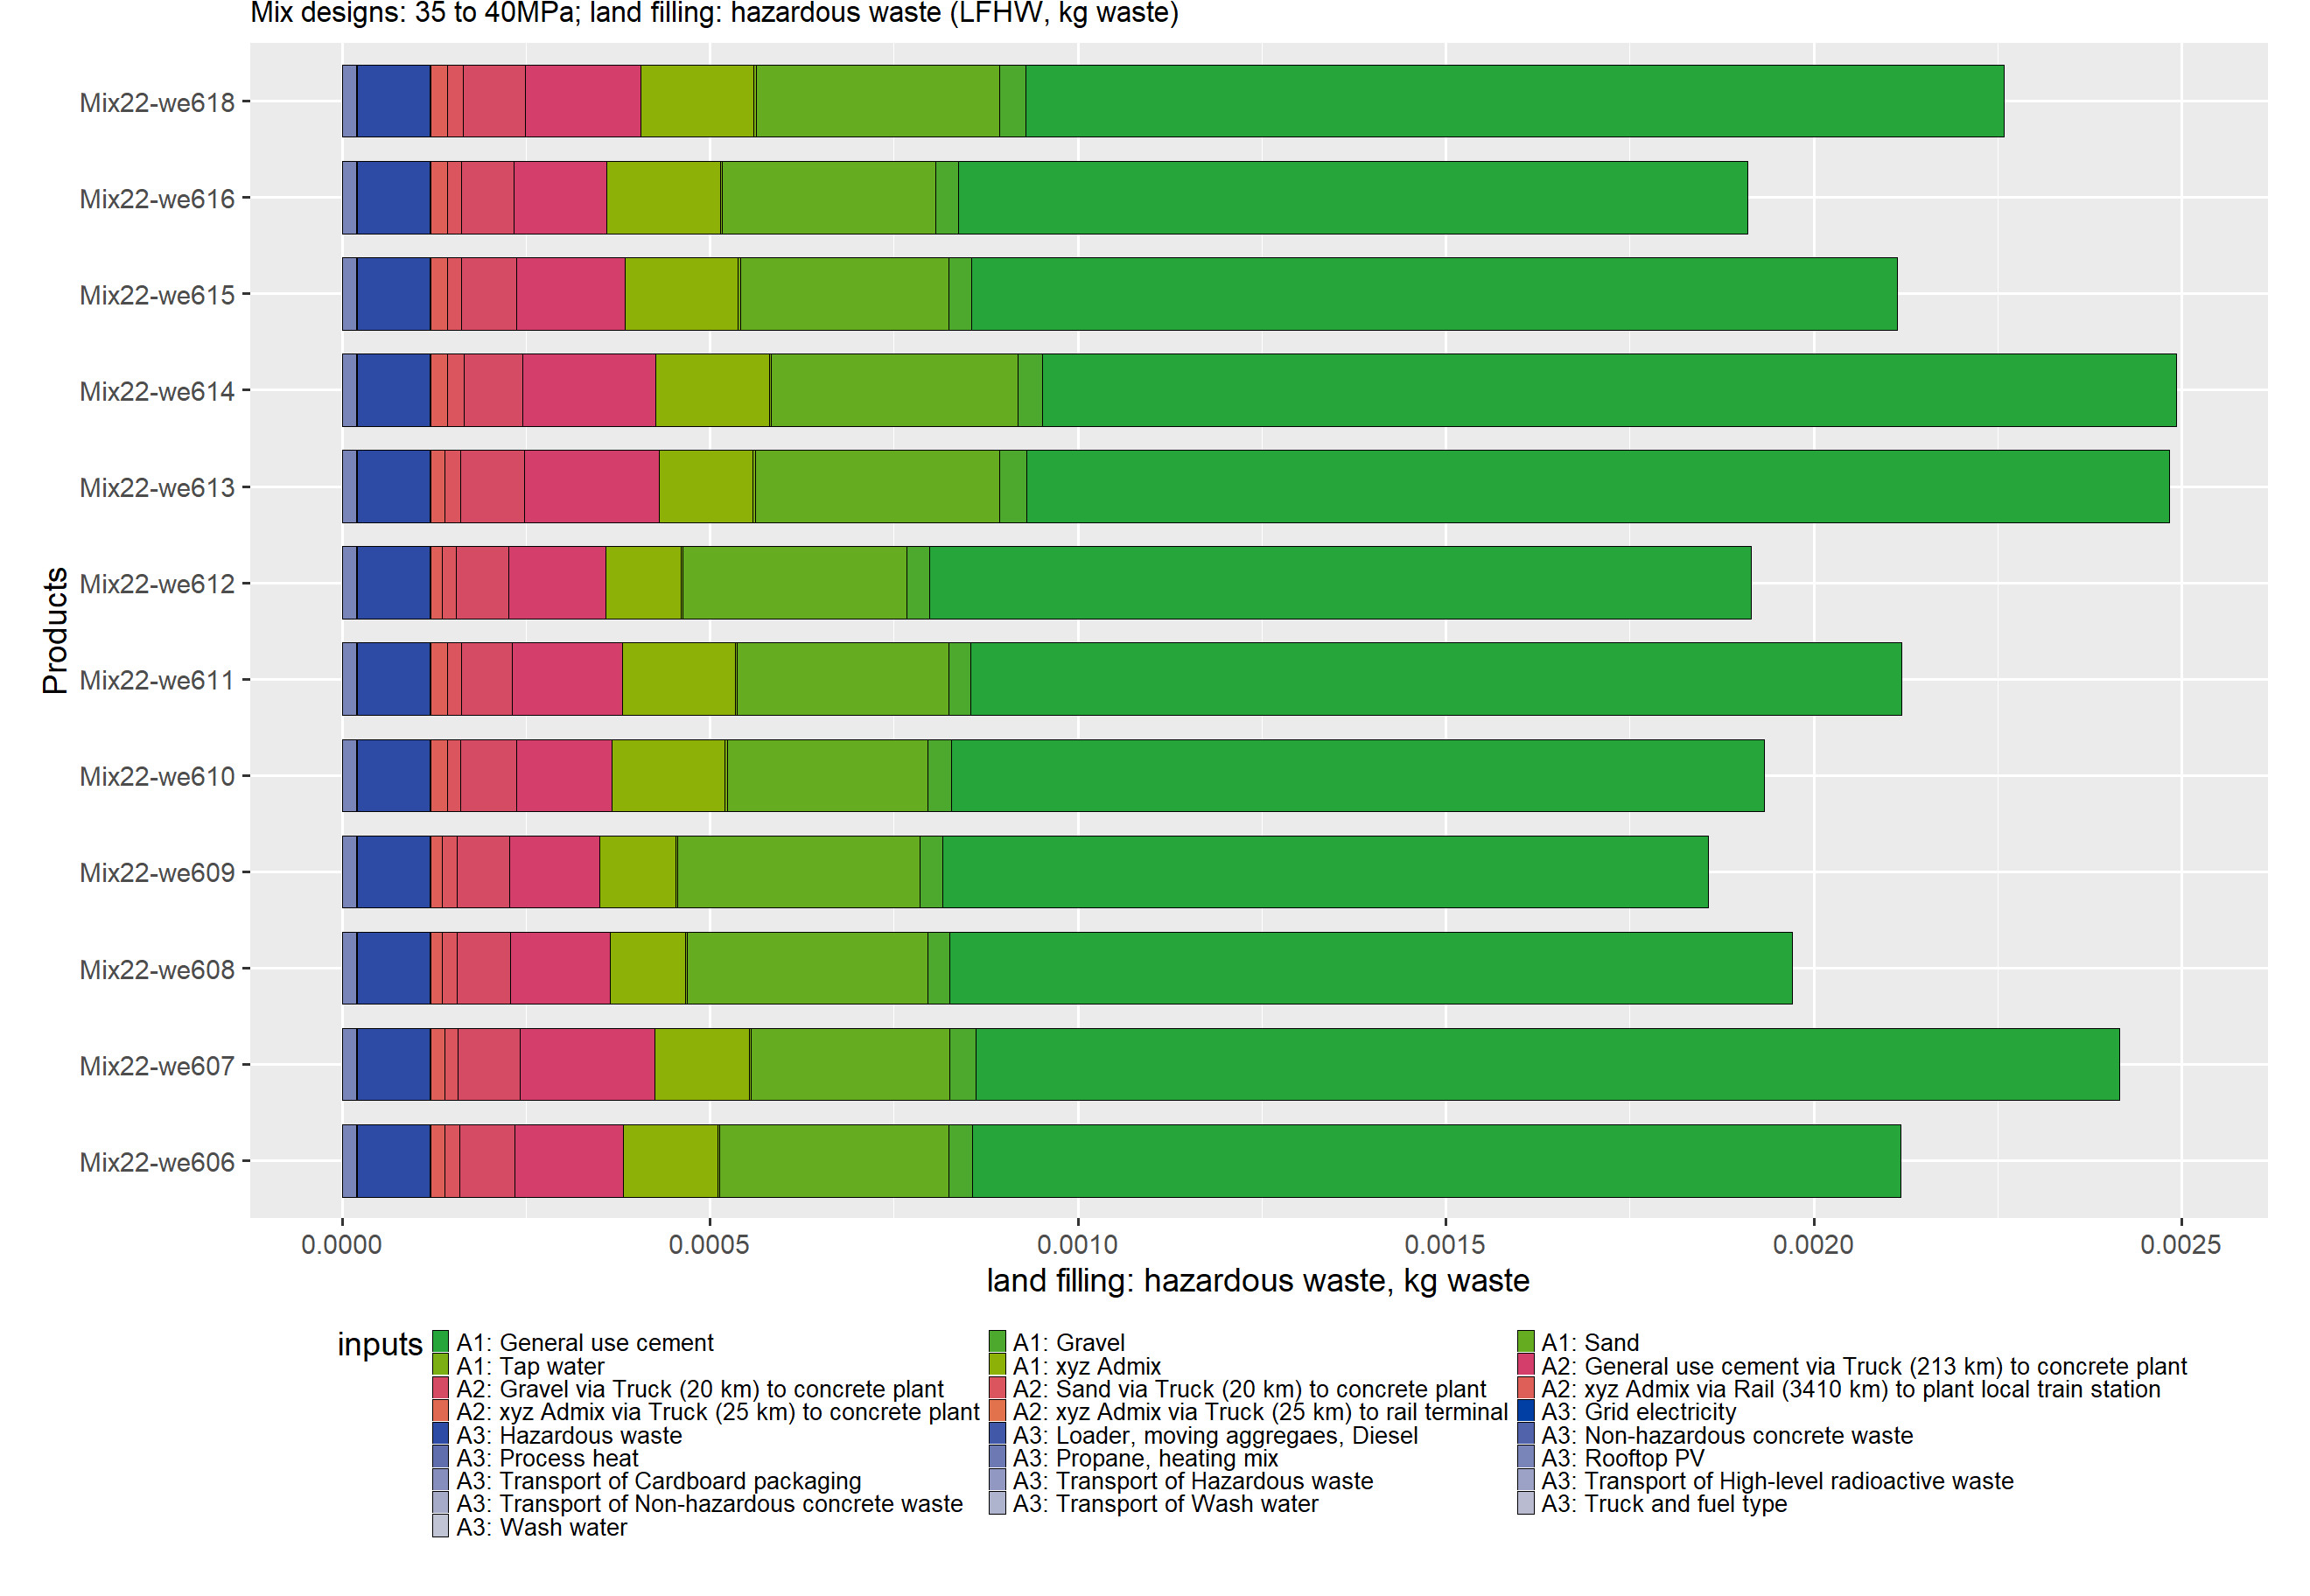 Mix designs: 35 to 40MPa; land filling: hazardous waste (LFHW, kg waste)
Products
Mix22-we618
Mix22-we616
Mix22-we615
Mix22-we614
Mix22-we613
Mix22-we612
Mix22-we611
Mix22-we610
Mix22-we609
Mix22-we608
Mix22-we607
Mix22-we606
0.0000 0.0005 0.0010 0.0015 0.0020 0.0025
land filling: hazardous waste, kg waste
inputs
A1: General use cement A1: Gravel A1: Sand
A1: Tap water A1: xyz Admix A2: General use cement via Truck (213 km) to concrete plant
A2: Gravel via Truck (20 km) to concrete plant A2: Sand via Truck (20 km) to concrete plant A2: xyz Admix via Rail (3410 km) to plant local train station
A2: xyz Admix via Truck (25 km) to concrete plant A2: xyz Admix via Truck (25 km) to rail terminal A3: Grid electricity
A3: Hazardous waste A3: Loader, moving aggregaes, Diesel A3: Non-hazardous concrete waste
A3: Process heat A3: Propane, heating mix A3: Rooftop PV
A3: Transport of Cardboard packaging A3: Transport of Hazardous waste A3: Transport of High-level radioactive waste
A3: Transport of Non-hazardous concrete waste A3: Transport of Wash water A3: Truck and fuel type
A3: Wash water